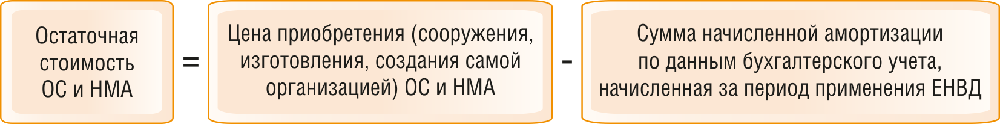 Остаточная
стоимость
ОС и НМА
=
Цена приобретения (сооружения,
изготовления, создания самой
организацией) ОС и НМА
-
Сумма начисленной амортизации
по данным бухгалтерского учета,
начисленная за период применения ЕНВД